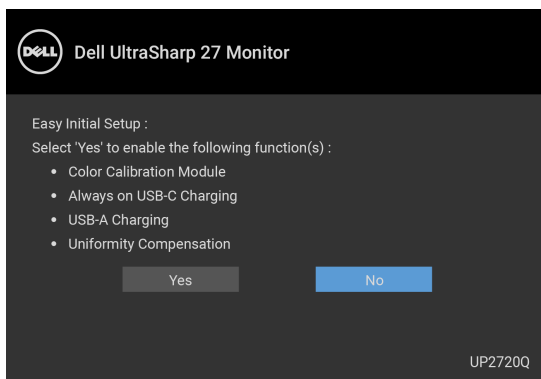 DELL
Dell UltraSharp 27 Monitor
Easy Initial Setup :
Select 'Yes' to enable the following function(s) :
• Color Calibration Module
• Always on USB-C Charging
• USB-A Charging
• Uniformity Compensation
Yes No
UP2720Q